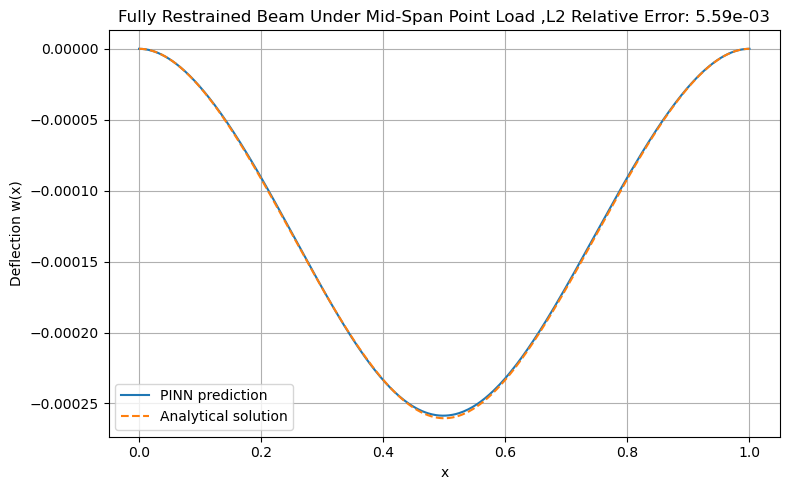 Fully Restrained Beam Under Mid-Span Point Load ,L2 Relative Error: 5.59e-03
0.00000
−0.00005
−0.00010
−0.00015
−0.00020
−0.00025
Deflection w(x)
PINN prediction
Analytical solution
0.0 0.2 0.4 0.6 0.8 1.0
x